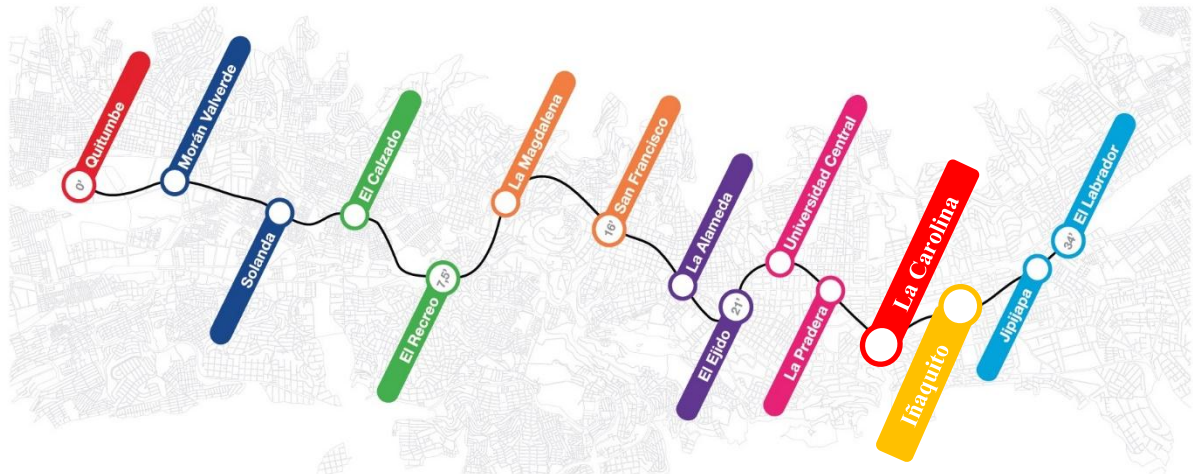 0'
Quitumbe
Morán Valverde
Solanda
El Calzado
7,5'
El Recreo
La Magdalena
16'
San Francisco
La Alameda
21'
El Ejido
Universidad Central
La Pradera
La Carolina
Iñaquito
Jipijapa
34'
El Labrador